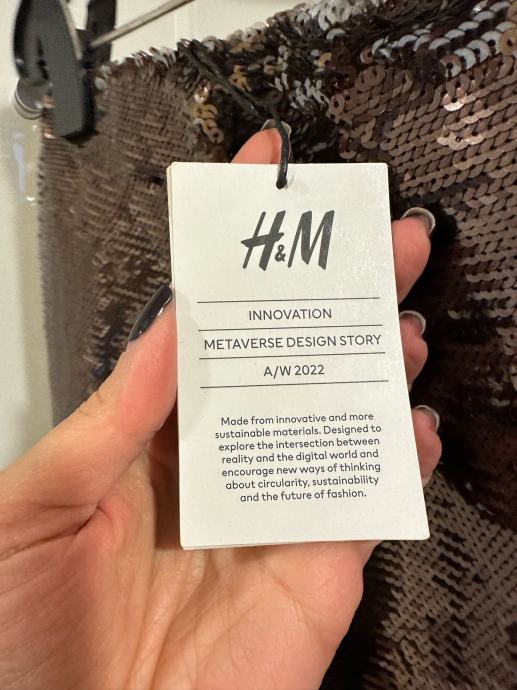 H&M
INNOVATION
METAVERSE DESIGN STORY
A/W 2022
Made from innovative and more
sustainable materials. Designed to
explore the intersection between
reality and the digital world and
encourage new ways of thinking
about circularity, sustainability
and the future of fashion.